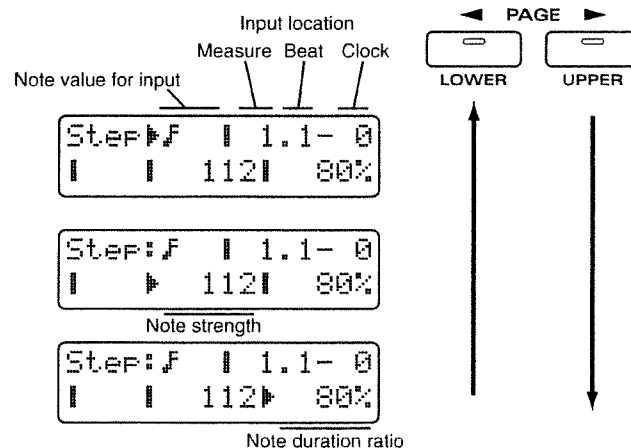 Input location
◀ PAGE ▶
Measure Beat Clock
LOWER UPPER
Note value for input
Step▶♪ 1.1- 0
112 80%
Step:♪ 1.1- 0
▶ 112 80%
Note strength
Step:♪ 1.1- 0
112▶ 80%
Note duration ratio